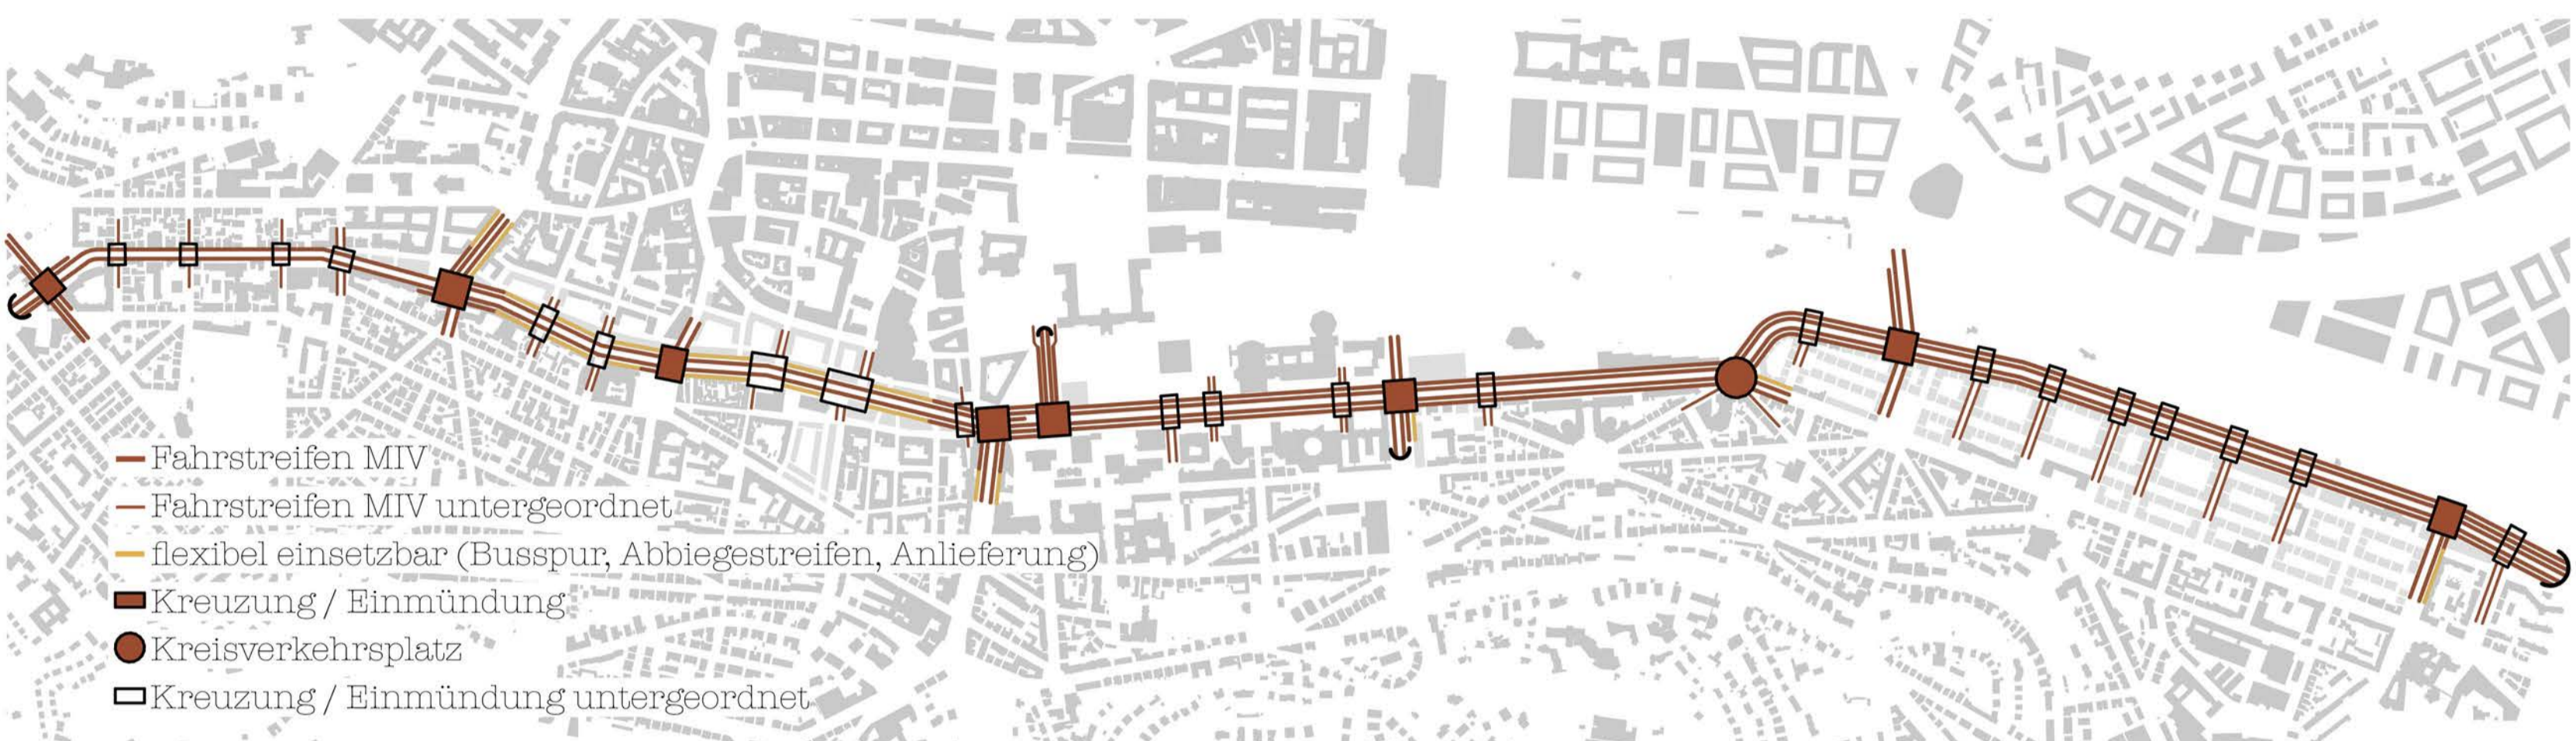 Fahrstreifen MIV
Fahrstreifen MIV untergeordnet
flexibel einsetzbar (Busspur, Abbiegestreifen, Anlieferung)
Kreuzung / Einmündung
Kreisverkehrsplatz
Kreuzung / Einmündung untergeordnet